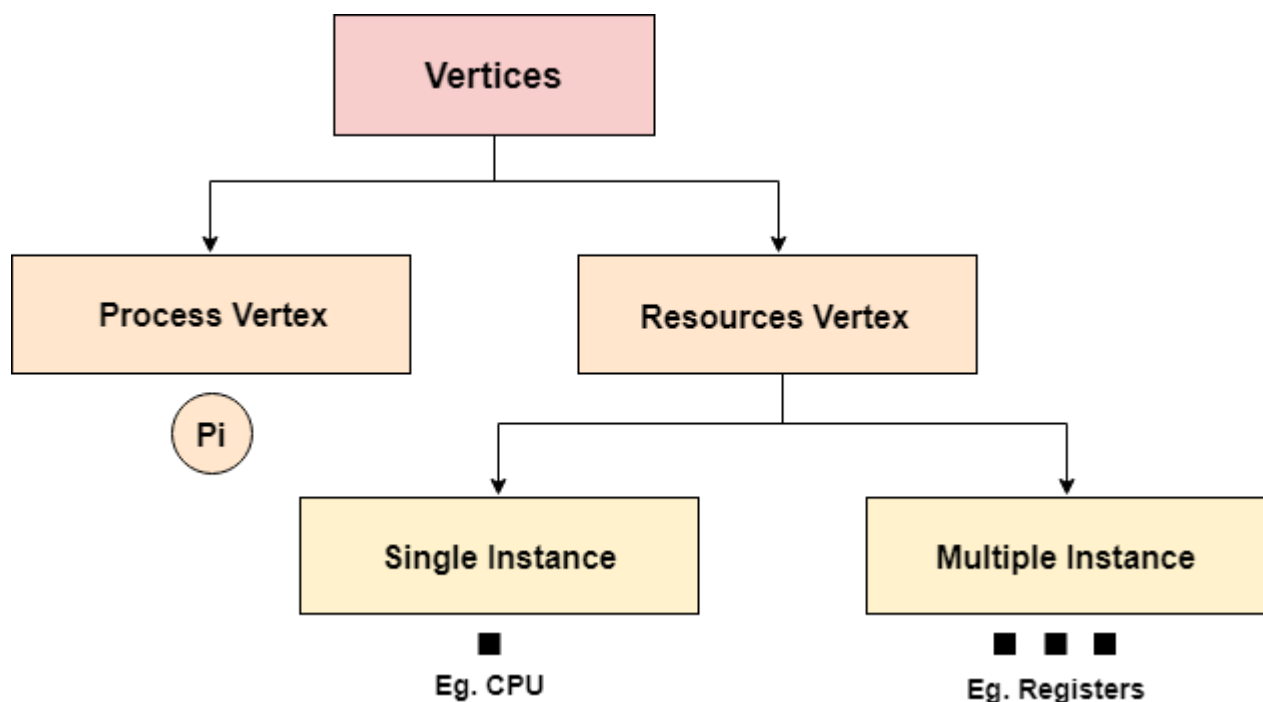 Vertices
Process Vertex
Resources Vertex
Pi
Single Instance
Multiple Instance
Eg. CPU
Eg. Registers